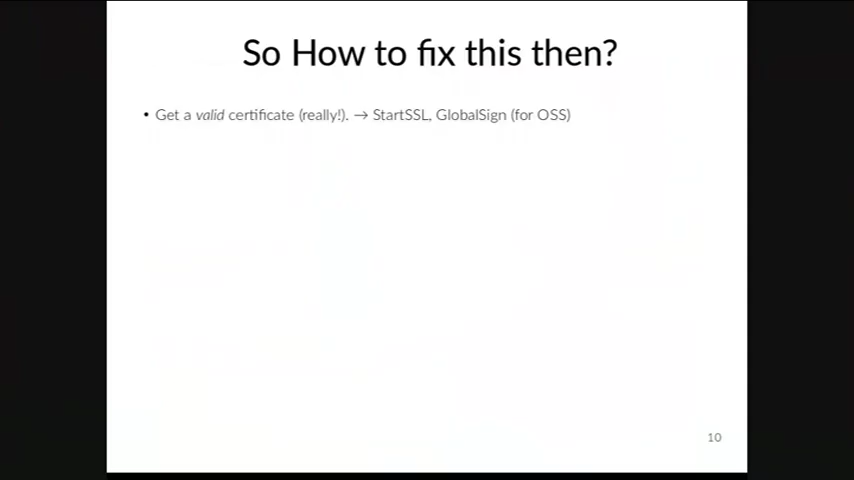 So How to fix this then?
• Get a valid certificate (really!). → StartSSL, GlobalSign (for OSS)
10